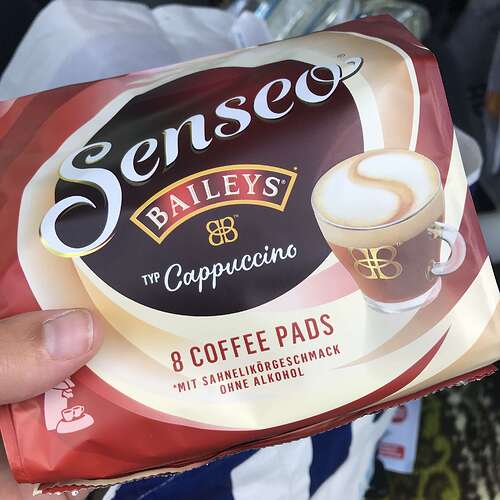 Senseo®
BAILEYS®
TYP Cappuccino
8 COFFEE PADS
*MIT SAHNELIKÖRGESCHMACK
OHNE ALKOHOL